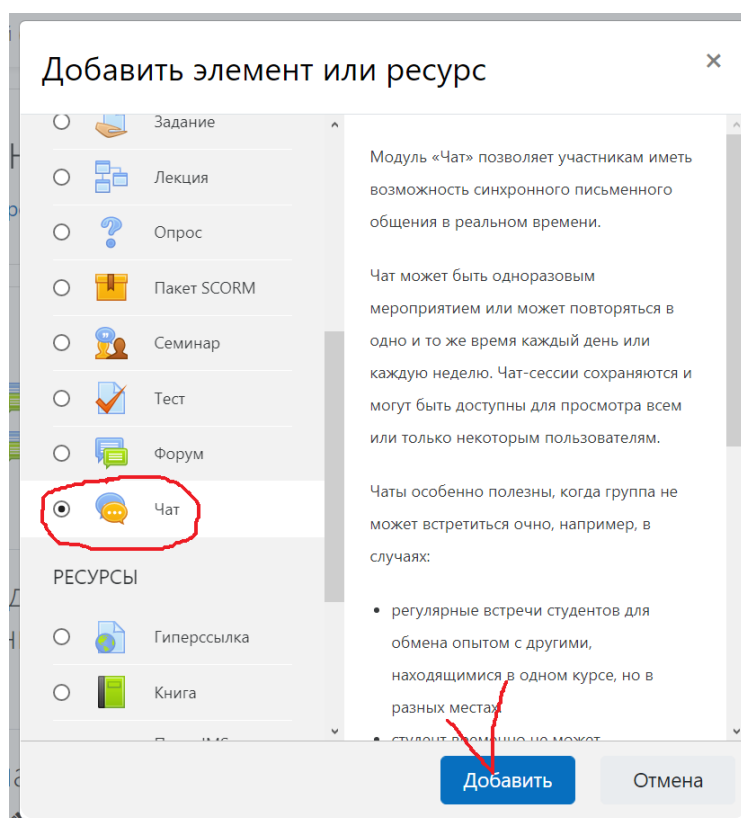 Добавить элемент или ресурс
×
Задание
Лекция
Опрос
Пакет SCORM
Семинар
Тест
Форум
Чат
РЕСУРСЫ
Гиперссылка
Книга
Модуль «Чат» позволяет участникам иметь
возможность синхронного письменного
общения в реальном времени.
Чат может быть одноразовым
мероприятием или может повторяться в
одно и то же время каждый день или
каждую неделю. Чат-сессии сохраняются и
могут быть доступны для просмотра всем
или только некоторым пользователям.
Чаты особенно полезны, когда группа не
может встретиться очно, например, в
случаях:
• регулярные встречи студентов для
обмена опытом с другими,
находящимися в одном курсе, но в
разных местах
• студент временно не может
Добавить
Отмена